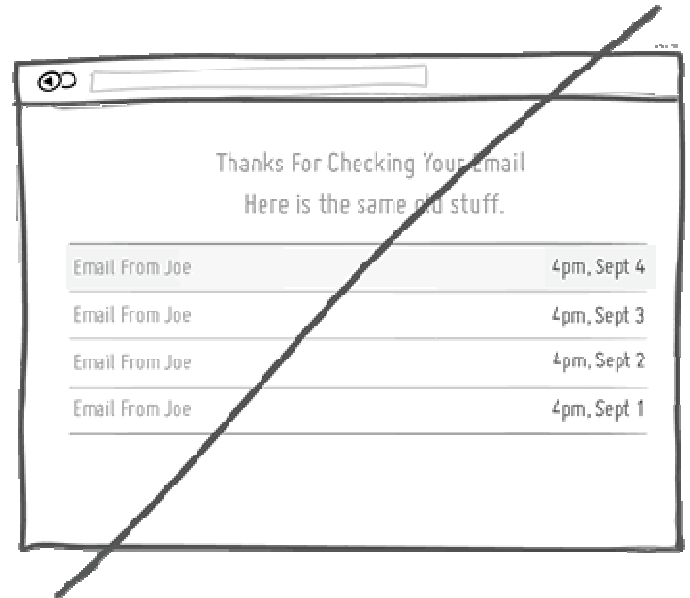 Thanks For Checking Your Email
Here is the same old stuff.
Email From Joe 4pm, Sept 4
Email From Joe 4pm, Sept 3
Email From Joe 4pm, Sept 2
Email From Joe 4pm, Sept 1